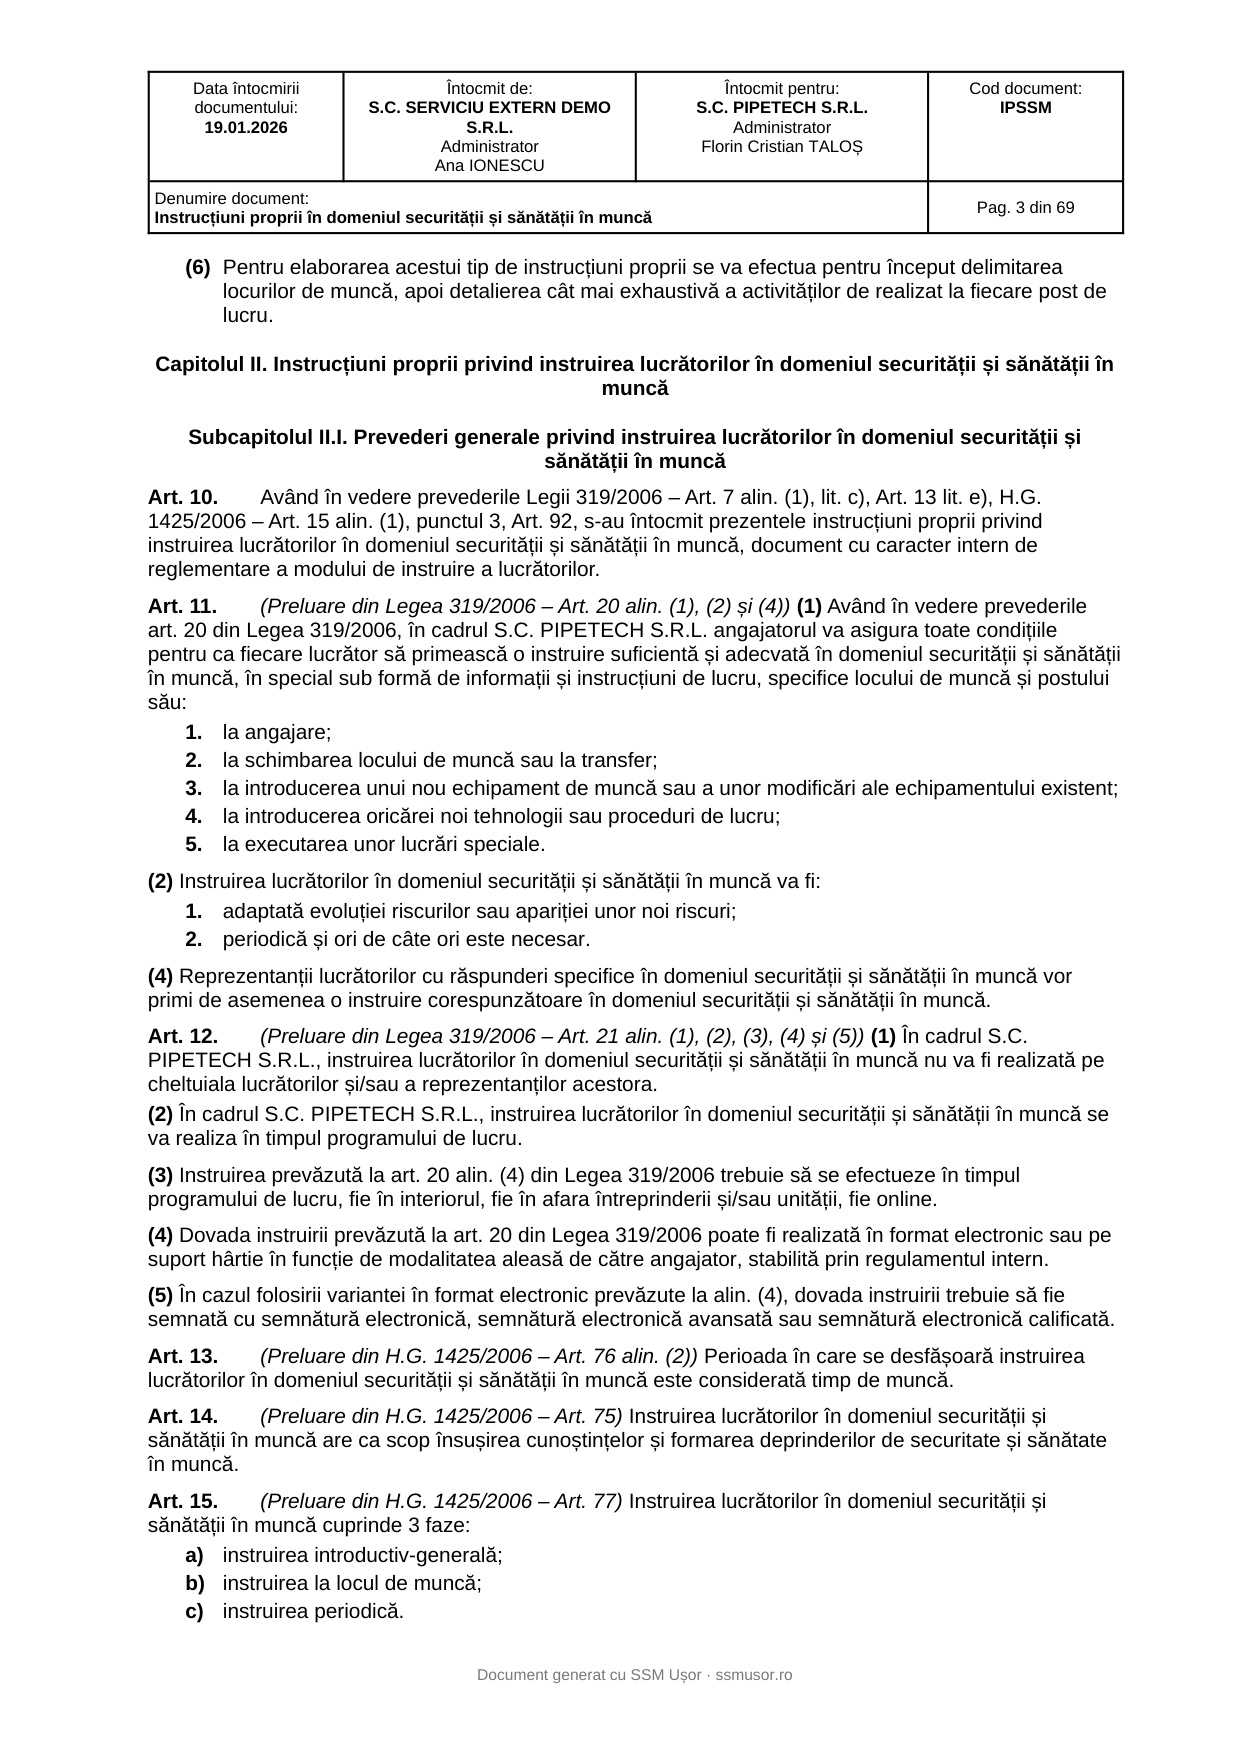 Data întocmirii
documentului:
19.01.2026
Întocmit de:
S.C. SERVICIU EXTERN DEMO
S.R.L.
Administrator
Ana IONESCU
Întocmit pentru:
S.C. PIPETECH S.R.L.
Administrator
Florin Cristian TALOȘ
Cod document:
IPSSM
Denumire document:
Instrucțiuni proprii în domeniul securității și sănătății în muncă
Pag. 3 din 69
(6) Pentru elaborarea acestui tip de instrucțiuni proprii se va efectua pentru început delimitarea
locurilor de muncă, apoi detalierea cât mai exhaustivă a activităților de realizat la fiecare post de
lucru.
Capitolul II. Instrucțiuni proprii privind instruirea lucrătorilor în domeniul securității și sănătății în
muncă
Subcapitolul II.I. Prevederi generale privind instruirea lucrătorilor în domeniul securității și
sănătății în muncă
Art. 10. Având în vedere prevederile Legii 319/2006 – Art. 7 alin. (1), lit. c), Art. 13 lit. e), H.G.
1425/2006 – Art. 15 alin. (1), punctul 3, Art. 92, s-au întocmit prezentele instrucțiuni proprii privind
instruirea lucrătorilor în domeniul securității și sănătății în muncă, document cu caracter intern de
reglementare a modului de instruire a lucrătorilor.
Art. 11. (Preluare din Legea 319/2006 – Art. 20 alin. (1), (2) și (4)) (1) Având în vedere prevederile
art. 20 din Legea 319/2006, în cadrul S.C. PIPETECH S.R.L. angajatorul va asigura toate condițiile
pentru ca fiecare lucrător să primească o instruire suficientă și adecvată în domeniul securității și sănătății
în muncă, în special sub formă de informații și instrucțiuni de lucru, specifice locului de muncă și postului
său:
1. la angajare;
2. la schimbarea locului de muncă sau la transfer;
3. la introducerea unui nou echipament de muncă sau a unor modificări ale echipamentului existent;
4. la introducerea oricărei noi tehnologii sau proceduri de lucru;
5. la executarea unor lucrări speciale.
(2) Instruirea lucrătorilor în domeniul securității și sănătății în muncă va fi:
1. adaptată evoluției riscurilor sau apariției unor noi riscuri;
2. periodică și ori de câte ori este necesar.
(4) Reprezentanții lucrătorilor cu răspunderi specifice în domeniul securității și sănătății în muncă vor
primi de asemenea o instruire corespunzătoare în domeniul securității și sănătății în muncă.
Art. 12. (Preluare din Legea 319/2006 – Art. 21 alin. (1), (2), (3), (4) și (5)) (1) În cadrul S.C.
PIPETECH S.R.L., instruirea lucrătorilor în domeniul securității și sănătății în muncă nu va fi realizată pe
cheltuiala lucrătorilor și/sau a reprezentanților acestora.
(2) În cadrul S.C. PIPETECH S.R.L., instruirea lucrătorilor în domeniul securității și sănătății în muncă se
va realiza în timpul programului de lucru.
(3) Instruirea prevăzută la art. 20 alin. (4) din Legea 319/2006 trebuie să se efectueze în timpul
programului de lucru, fie în interiorul, fie în afara întreprinderii și/sau unității, fie online.
(4) Dovada instruirii prevăzută la art. 20 din Legea 319/2006 poate fi realizată în format electronic sau pe
suport hârtie în funcție de modalitatea aleasă de către angajator, stabilită prin regulamentul intern.
(5) În cazul folosirii variantei în format electronic prevăzute la alin. (4), dovada instruirii trebuie să fie
semnată cu semnătură electronică, semnătură electronică avansată sau semnătură electronică calificată.
Art. 13. (Preluare din H.G. 1425/2006 – Art. 76 alin. (2)) Perioada în care se desfășoară instruirea
lucrătorilor în domeniul securității și sănătății în muncă este considerată timp de muncă.
Art. 14. (Preluare din H.G. 1425/2006 – Art. 75) Instruirea lucrătorilor în domeniul securității și
sănătății în muncă are ca scop însușirea cunoștințelor și formarea deprinderilor de securitate și sănătate
în muncă.
Art. 15. (Preluare din H.G. 1425/2006 – Art. 77) Instruirea lucrătorilor în domeniul securității și
sănătății în muncă cuprinde 3 faze:
a) instruirea introductiv-generală;
b) instruirea la locul de muncă;
c) instruirea periodică.
Document generat cu SSM Ușor · ssmusor.ro